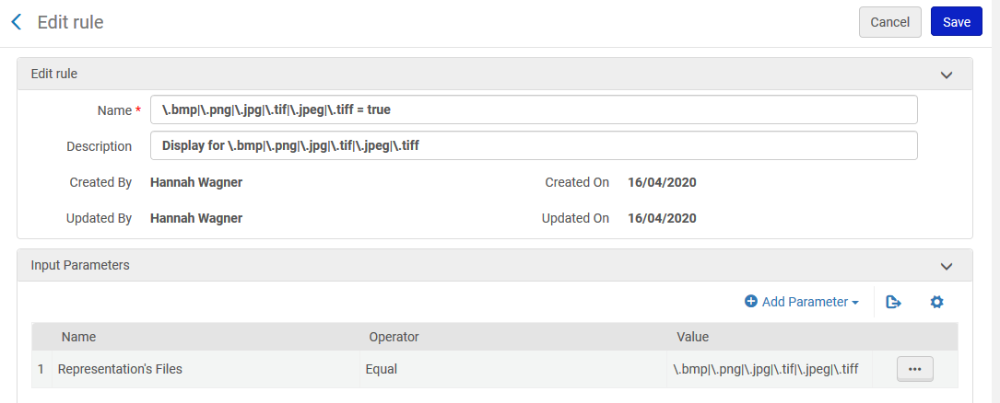 Edit rule
Cancel
Save
Edit rule
Name * \.bmp|\.png|\.jpg|\.tif|\.jpeg|\.tiff = true
Description Display for \.bmp|\.png|\.jpg|\.tif|\.jpeg|\.tiff
Created By Hannah Wagner Created On 16/04/2020
Updated By Hannah Wagner Updated On 16/04/2020
Input Parameters
Add Parameter
Name Operator Value
1 Representation's Files Equal \.bmp|\.png|\.jpg|\.tif|\.jpeg|\.tiff